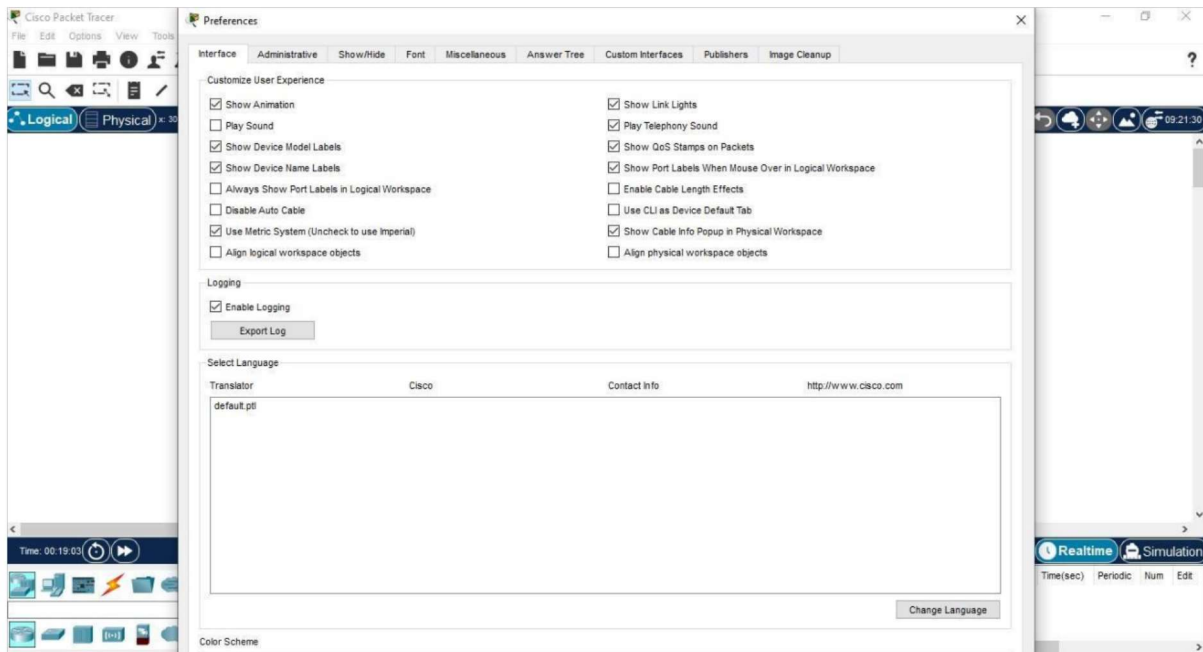 Cisco Packet Tracer
File Edit Options View Tools
Preferences
Interface Administrative Show/Hide Font Miscellaneous Answer Tree Custom Interfaces Publishers Image Cleanup
?
Logical Physical x: 30
09:21:30
Customize User Experience
Show Animation Show Link Lights
Play Sound Play Telephony Sound
Show Device Model Labels Show QoS Stamps on Packets
Show Device Name Labels Show Port Labels When Mouse Over in Logical Workspace
Always Show Port Labels in Logical Workspace Enable Cable Length Effects
Disable Auto Cable Use CLI as Device Default Tab
Use Metric System (Uncheck to use Imperial) Show Cable Info Popup in Physical Workspace
Align logical workspace objects Align physical workspace objects
Logging
Enable Logging
Export Log
Select Language
Translator Cisco Contact Info http://www.cisco.com
default.ptl
Change Language
Color Scheme
Time: 00:19:03
Realtime Simulation
Time(sec) Periodic Num Edit